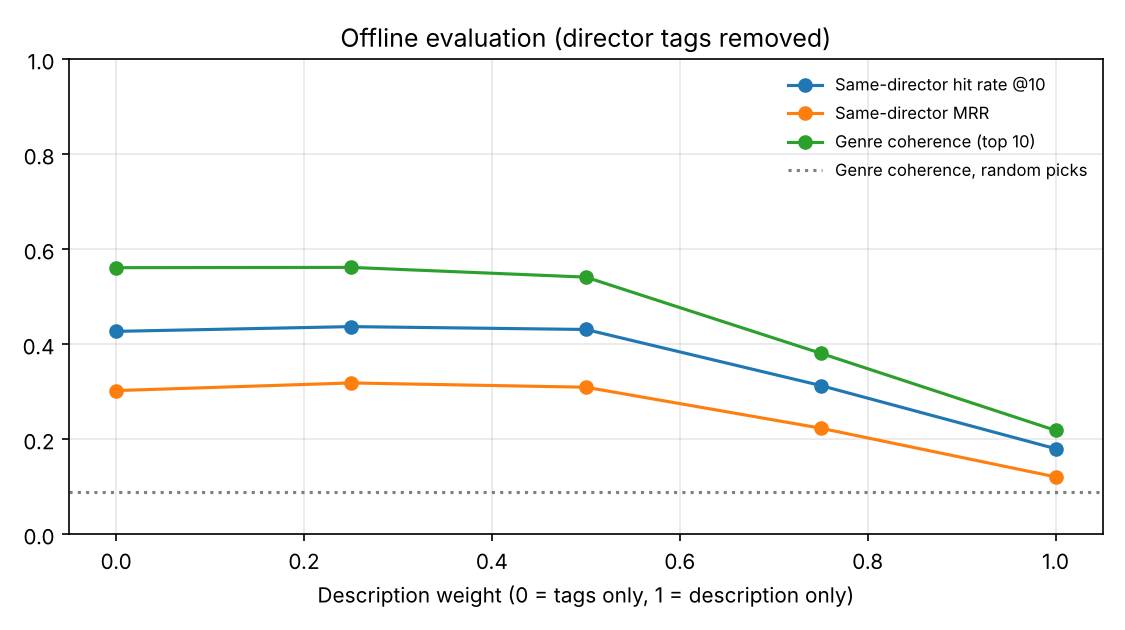 Offline evaluation (director tags removed)
Same-director hit rate @10
Same-director MRR
Genre coherence (top 10)
Genre coherence, random picks
1.0
0.8
0.6
0.4
0.2
0.0
0.0 0.2 0.4 0.6 0.8 1.0
Description weight (0 = tags only, 1 = description only)